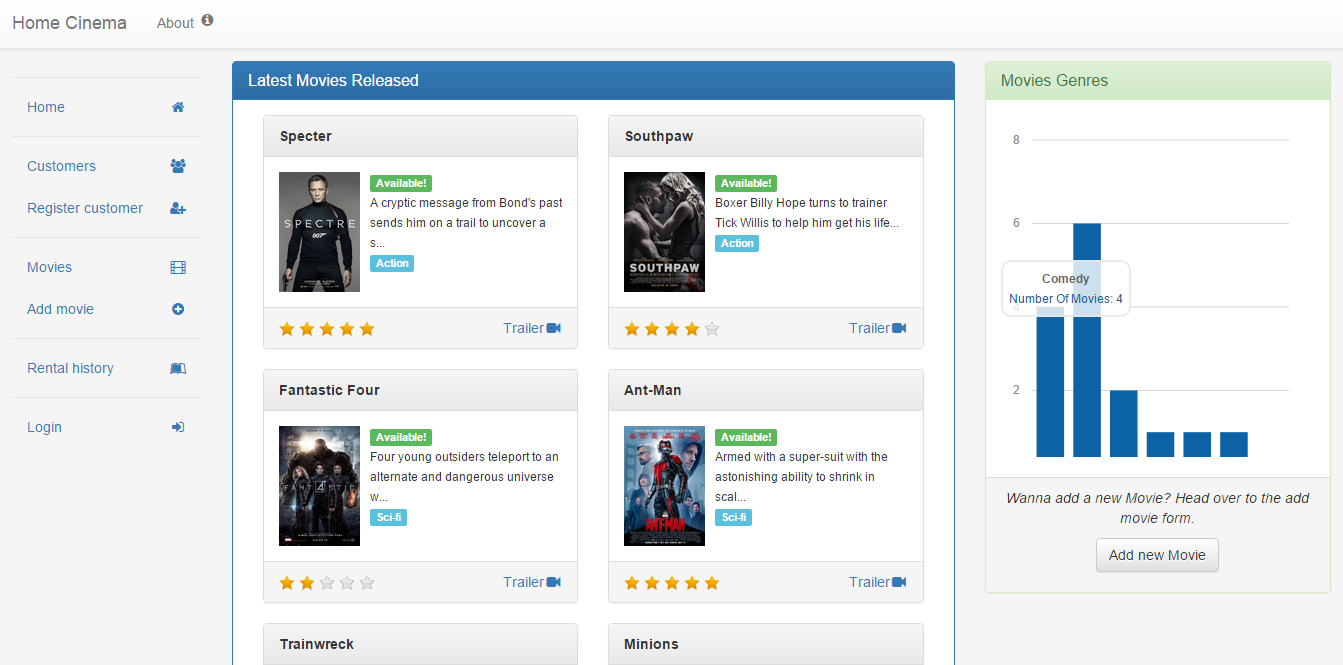 Home Cinema
About
Home
Customers
Register customer
Movies
Add movie
Rental history
Login
Latest Movies Released
Specter
SPECTRE
007
Available!
A cryptic message from Bond's past
sends him on a trail to uncover a
s...
Action
Trailer
Southpaw
SOUTHPAW
Available!
Boxer Billy Hope turns to trainer
Tick Willis to help him get his life...
Action
Trailer
Fantastic Four
FANT4STIC
Available!
Four young outsiders teleport to an
alternate and dangerous universe
w...
Sci-fi
Trailer
Ant-Man
ANT-MAN
Available!
Armed with a super-suit with the
astonishing ability to shrink in
scal...
Sci-fi
Trailer
Trainwreck
Minions
Movies Genres
8
6
Comedy
Number Of Movies: 4
4
2
Wanna add a new Movie? Head over to the add
movie form.
Add new Movie